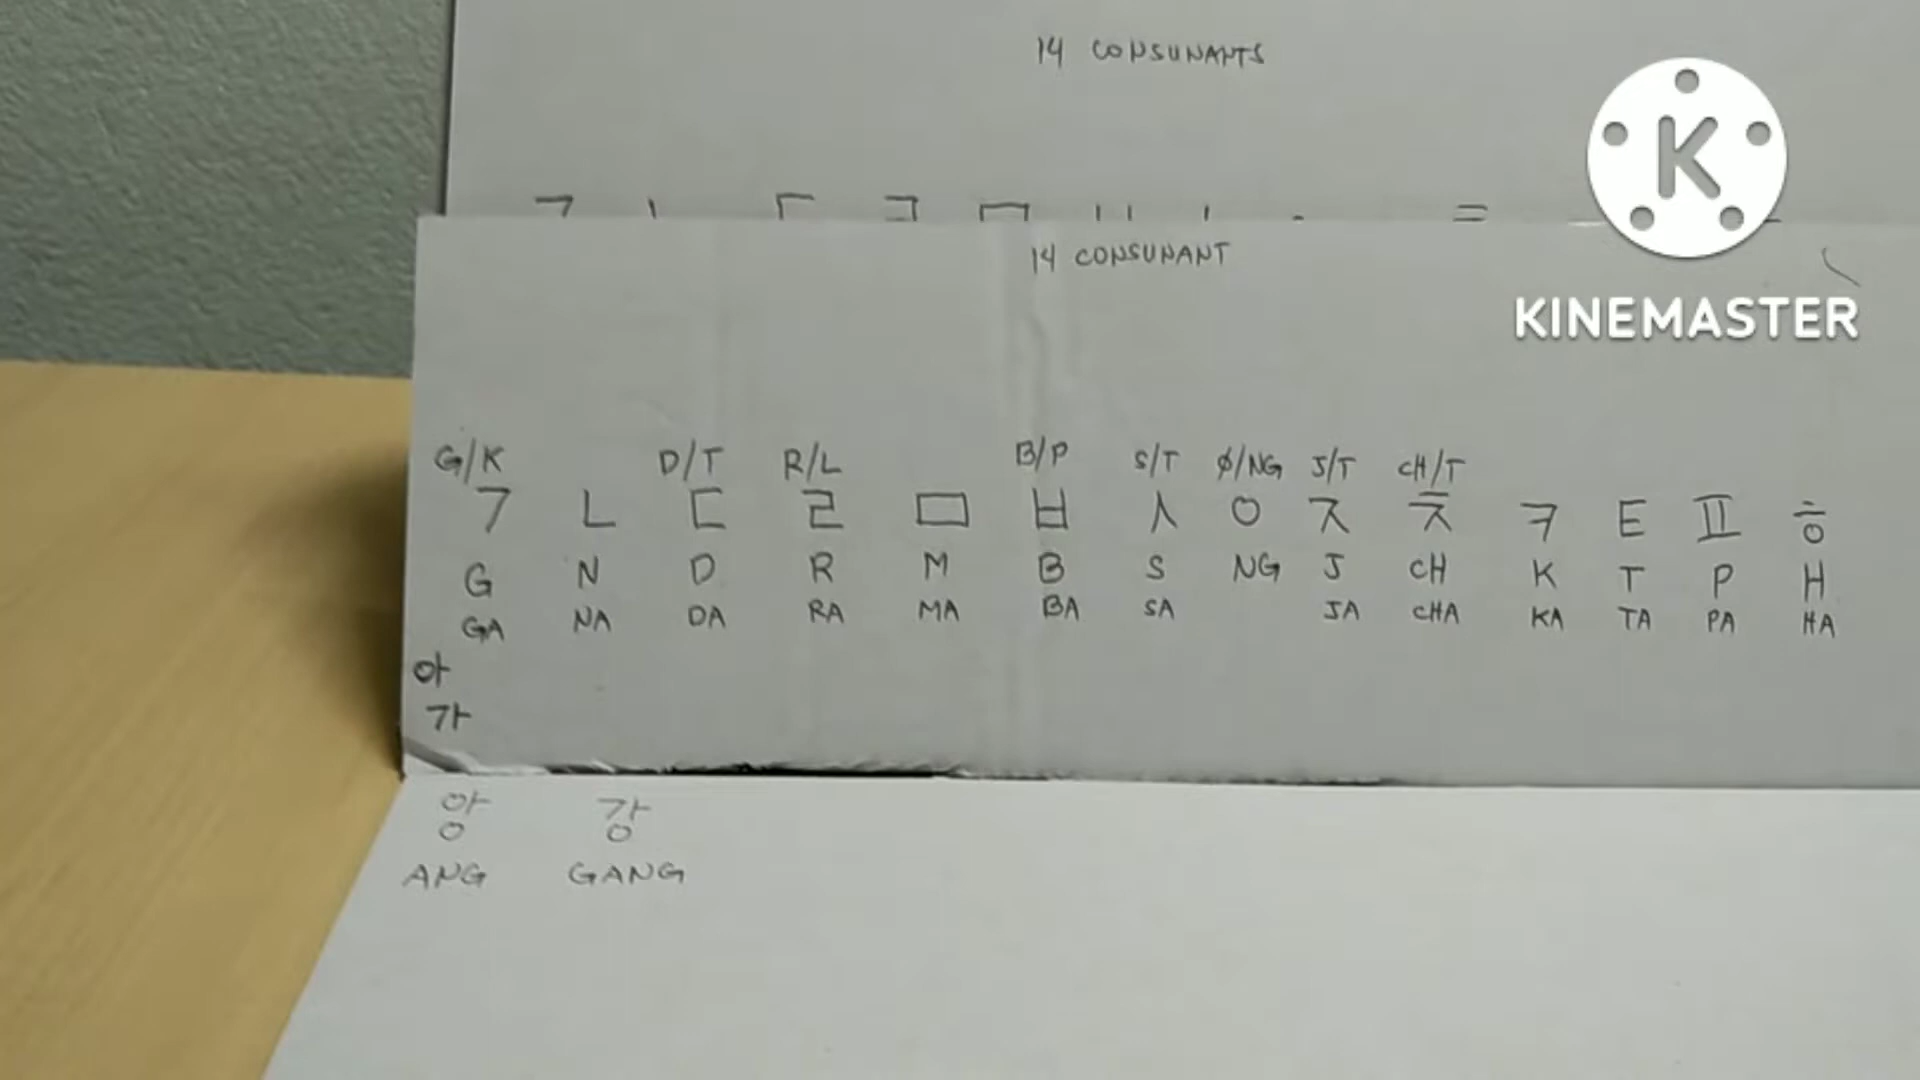 14 CONSUNANTS
K
KINEMASTER
14 CONSUNANT
G/K D/T R/L B/P S/T Ø/NG J/T CH/T
ㄱ ㄴ ㄷ ㄹ ㅁ ㅂ ㅅ ㅇ ㅈ ㅊ ㅋ ㅌ ㅍ ㅎ
G N D R M B S NG J CH K T P H
GA NA DA RA MA BA SA JA CHA KA TA PA HA
아
가
앙 강
ANG GANG